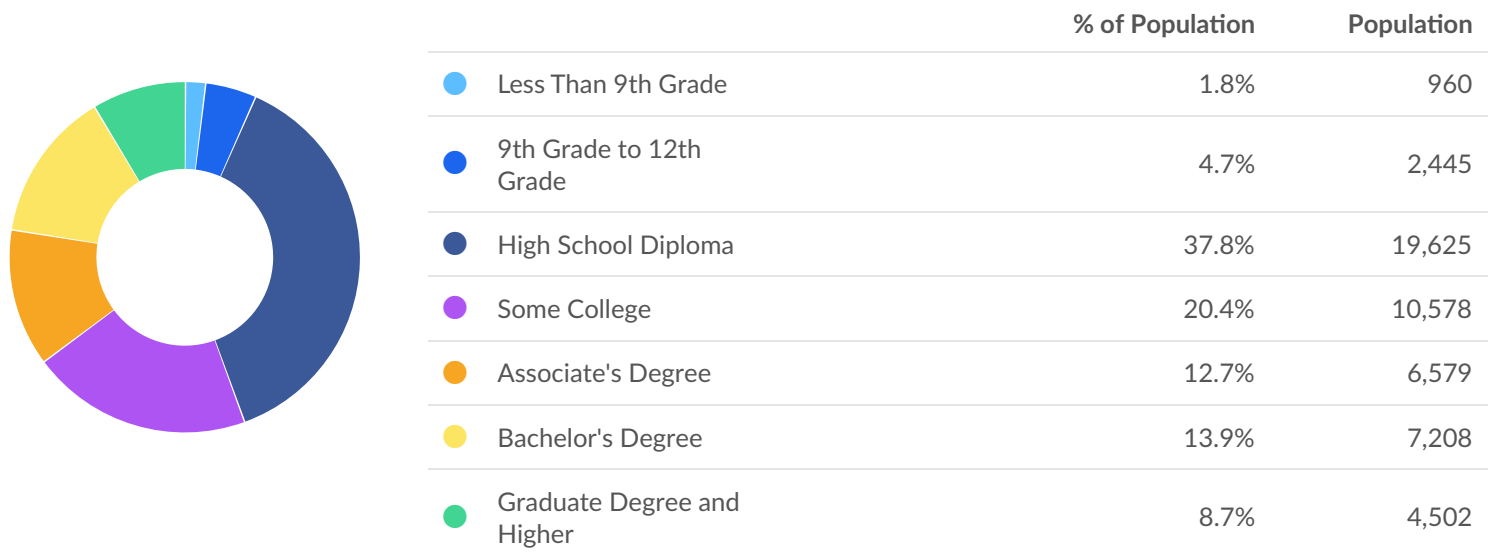 % of Population Population
Less Than 9th Grade 1.8% 960
9th Grade to 12th
Grade 4.7% 2,445
High School Diploma 37.8% 19,625
Some College 20.4% 10,578
Associate's Degree 12.7% 6,579
Bachelor's Degree 13.9% 7,208
Graduate Degree and
Higher 8.7% 4,502